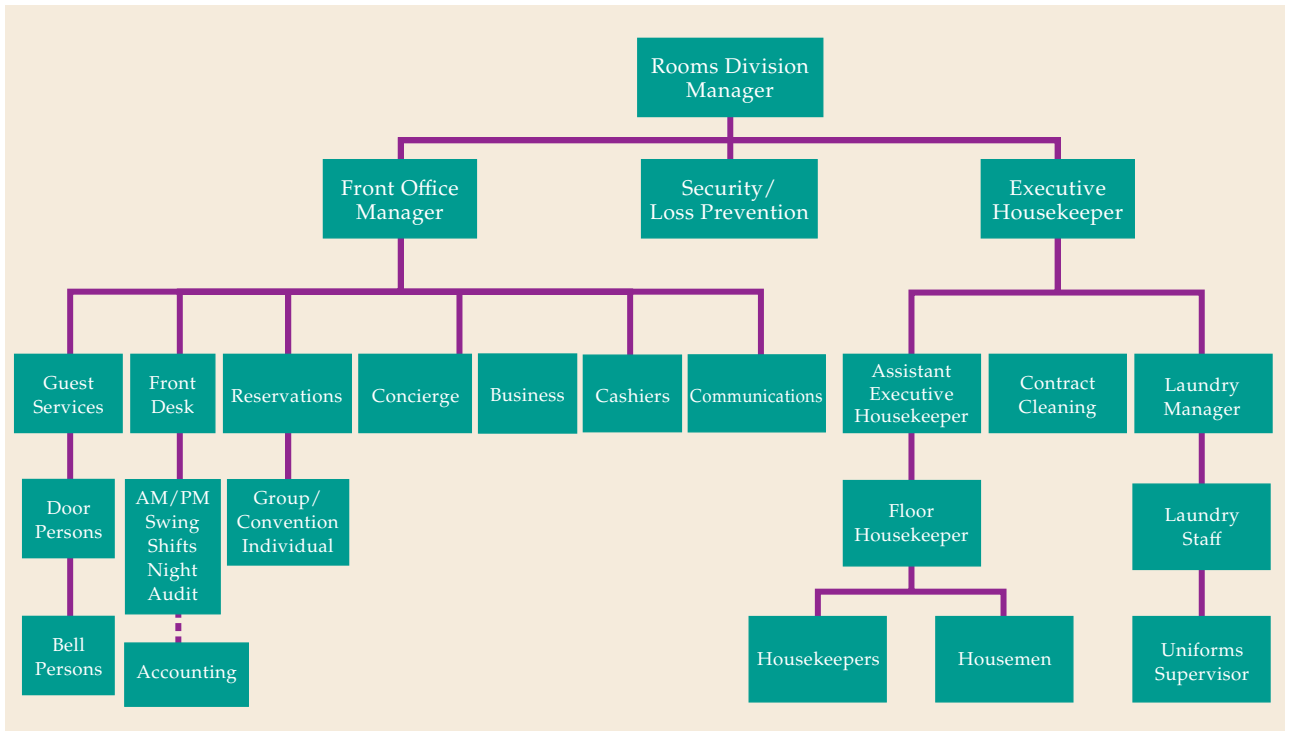 Rooms Division
Manager
Front Office
Manager
Security/
Loss Prevention
Executive
Housekeeper
Guest
Services
Front
Desk
Reservations
Concierge
Business
Cashiers
Communications
Assistant
Executive
Housekeeper
Contract
Cleaning
Laundry
Manager
Door
Persons
AM/PM
Swing
Shifts
Night
Audit
Group/
Convention
Individual
Floor
Housekeeper
Laundry
Staff
Bell
Persons
Accounting
Housekeepers
Housemen
Uniforms
Supervisor